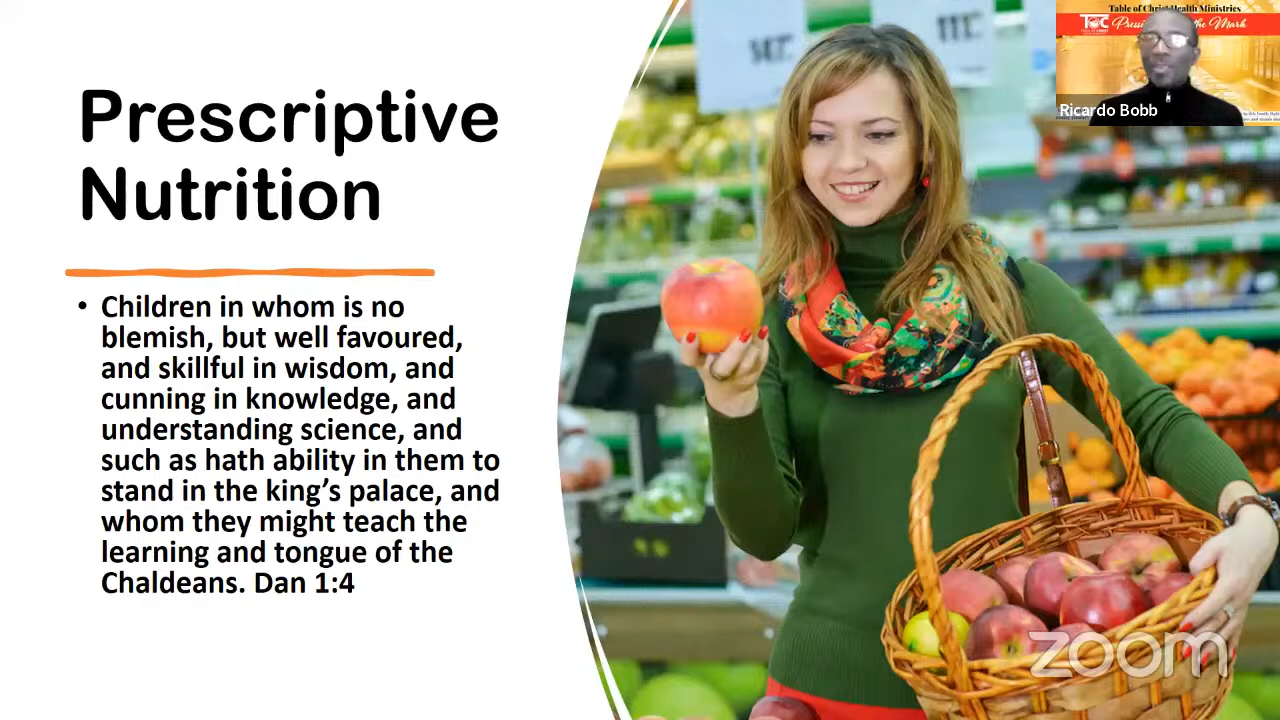 Prescriptive
Nutrition
• Children in whom is no
blemish, but well favoured,
and skillful in wisdom, and
cunning in knowledge, and
understanding science, and
such as hath ability in them to
stand in the king's palace, and
whom they might teach the
learning and tongue of the
Chaldeans. Dan 1:4
Table of Christ Health Ministries
TOC
Ricardo Bobb
zoom